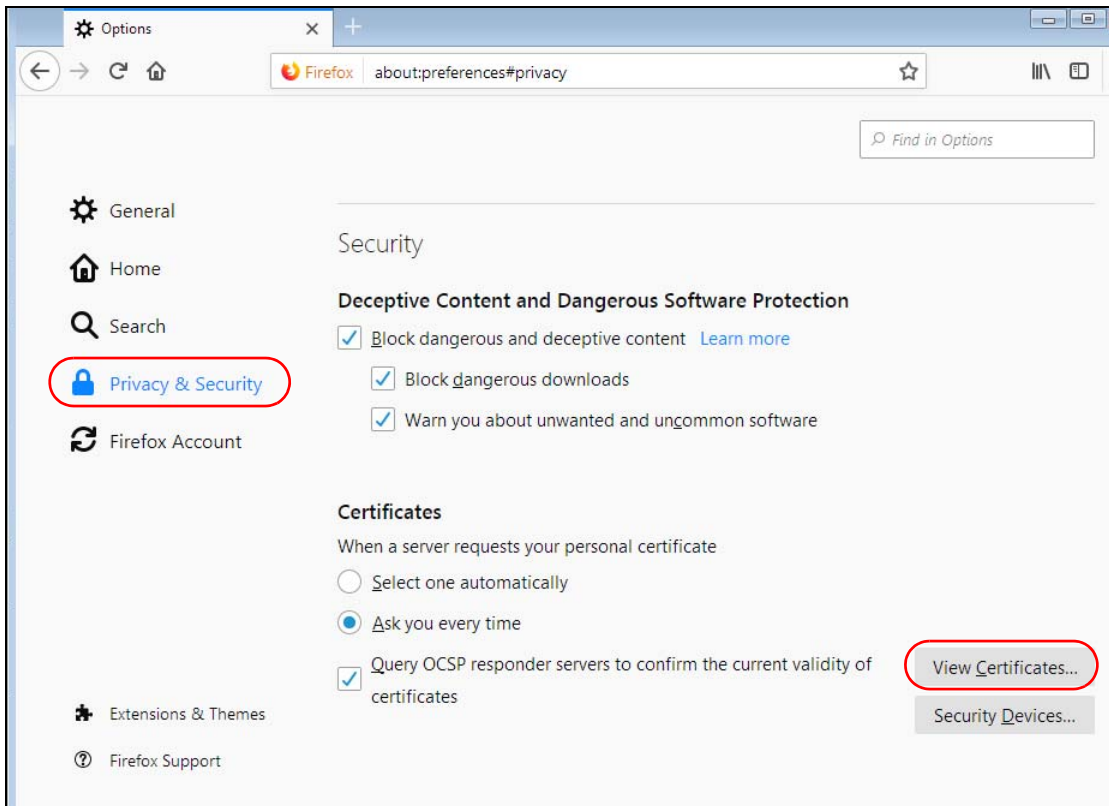 Options
Firefox about:preferences#privacy
Find in Options
General
Home
Search
Privacy & Security
Firefox Account
Extensions & Themes
Firefox Support
Security
Deceptive Content and Dangerous Software Protection
Block dangerous and deceptive content Learn more
Block dangerous downloads
Warn you about unwanted and uncommon software
Certificates
When a server requests your personal certificate
Select one automatically
Ask you every time
Query OCSP responder servers to confirm the current validity of
certificates
View Certificates...
Security Devices...